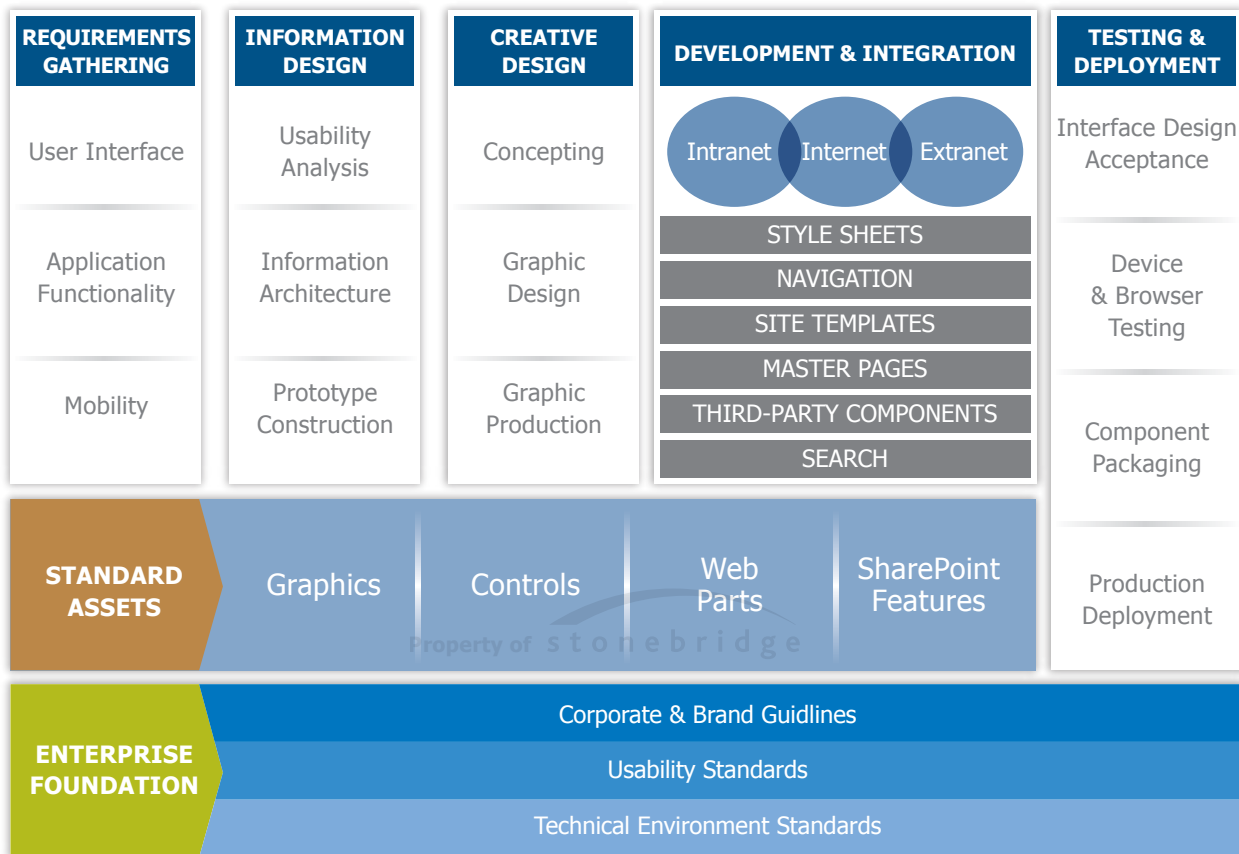 REQUIREMENTS
GATHERING
User Interface
Application
Functionality
Mobility
INFORMATION
DESIGN
Usability
Analysis
Information
Architecture
Prototype
Construction
CREATIVE
DESIGN
Concepting
Graphic
Design
Graphic
Production
DEVELOPMENT & INTEGRATION
Intranet Internet Extranet
STYLE SHEETS
NAVIGATION
SITE TEMPLATES
MASTER PAGES
THIRD-PARTY COMPONENTS
SEARCH
TESTING &
DEPLOYMENT
Interface Design
Acceptance
Device
& Browser
Testing
Component
Packaging
Production
Deployment
STANDARD
ASSETS
Graphics
Controls
Web
Parts
SharePoint
Features
Property of stonebridge
ENTERPRISE
FOUNDATION
Corporate & Brand Guidlines
Usability Standards
Technical Environment Standards